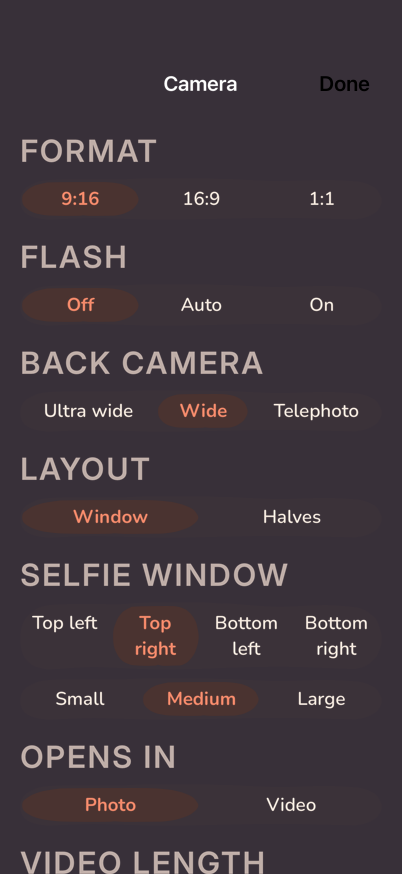 Camera Done
FORMAT
9:16 16:9 1:1
FLASH
Off Auto On
BACK CAMERA
Ultra wide Wide Telephoto
LAYOUT
Window Halves
SELFIE WINDOW
Top left Top right Bottom left Bottom right
Small Medium Large
OPENS IN
Photo Video
VIDEO LENGTH